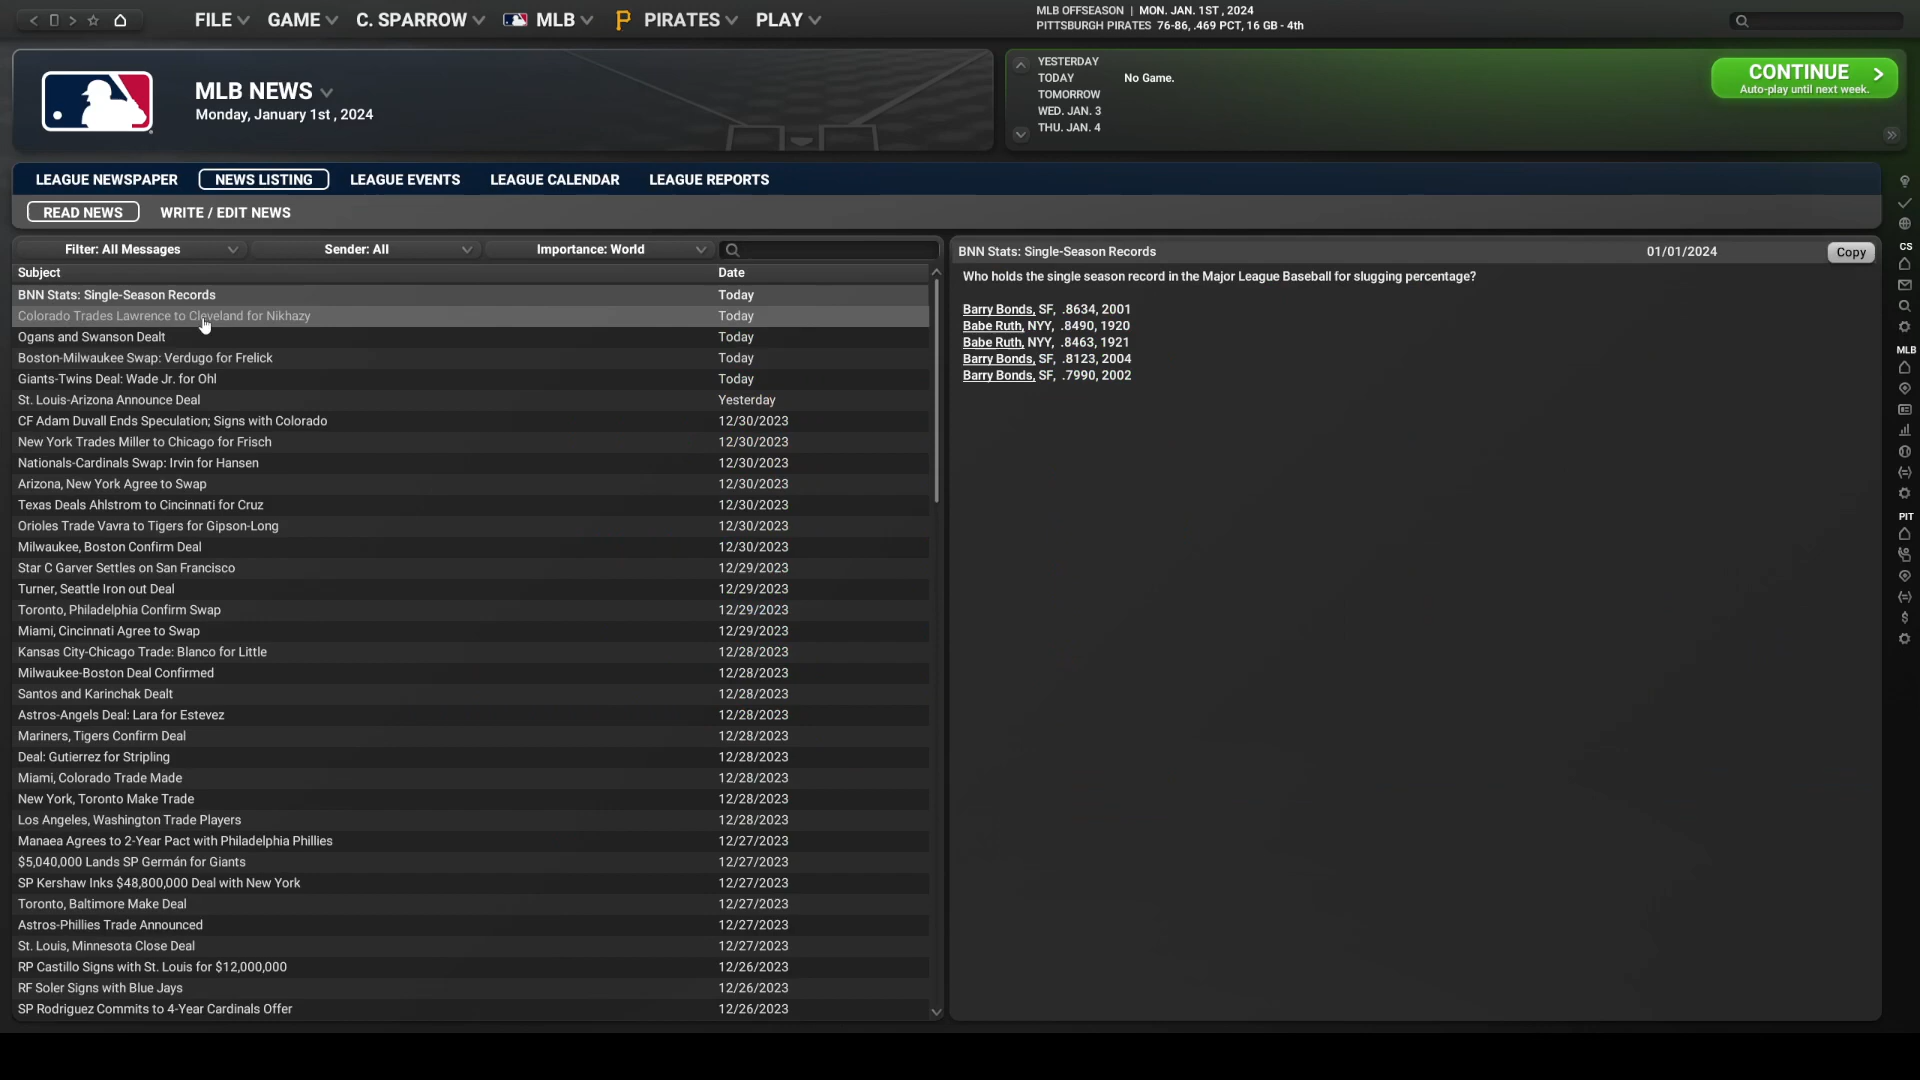 FILE GAME C. SPARROW MLB PIRATES PLAY
MLB OFFSEASON | MON. JAN. 1ST , 2024
PITTSBURGH PIRATES 76-86, .469 PCT, 16 GB - 4th
MLB NEWS
Monday, January 1st , 2024
YESTERDAY
TODAY No Game.
TOMORROW
WED. JAN. 3
THU. JAN. 4
CONTINUE
Auto-play until next week.
LEAGUE NEWSPAPER NEWS LISTING LEAGUE EVENTS LEAGUE CALENDAR LEAGUE REPORTS
READ NEWS WRITE / EDIT NEWS
Filter: All Messages Sender: All Importance: World
Subject Date
BNN Stats: Single-Season Records Today
Colorado Trades Lawrence to Cleveland for Nikhazy Today
Ogans and Swanson Dealt Today
Boston-Milwaukee Swap: Verdugo for Frelick Today
Giants-Twins Deal: Wade Jr. for Ohl Today
St. Louis-Arizona Announce Deal Yesterday
CF Adam Duvall Ends Speculation; Signs with Colorado 12/30/2023
New York Trades Miller to Chicago for Frisch 12/30/2023
Nationals-Cardinals Swap: Irvin for Hansen 12/30/2023
Arizona, New York Agree to Swap 12/30/2023
Texas Deals Ahlstrom to Cincinnati for Cruz 12/30/2023
Orioles Trade Vavra to Tigers for Gipson-Long 12/30/2023
Milwaukee, Boston Confirm Deal 12/30/2023
Star C Garver Settles on San Francisco 12/29/2023
Turner, Seattle Iron out Deal 12/29/2023
Toronto, Philadelphia Confirm Swap 12/29/2023
Miami, Cincinnati Agree to Swap 12/29/2023
Kansas City-Chicago Trade: Blanco for Little 12/28/2023
Milwaukee-Boston Deal Confirmed 12/28/2023
Santos and Karinchak Dealt 12/28/2023
Astros-Angels Deal: Lara for Estevez 12/28/2023
Mariners, Tigers Confirm Deal 12/28/2023
Deal: Gutierrez for Stripling 12/28/2023
Miami, Colorado Trade Made 12/28/2023
New York, Toronto Make Trade 12/28/2023
Los Angeles, Washington Trade Players 12/28/2023
Manaea Agrees to 2-Year Pact with Philadelphia Phillies 12/27/2023
$5,040,000 Lands SP Germán for Giants 12/27/2023
SP Kershaw Inks $48,800,000 Deal with New York 12/27/2023
Toronto, Baltimore Make Deal 12/27/2023
Astros-Phillies Trade Announced 12/27/2023
St. Louis, Minnesota Close Deal 12/27/2023
RP Castillo Signs with St. Louis for $12,000,000 12/26/2023
RF Soler Signs with Blue Jays 12/26/2023
SP Rodriguez Commits to 4-Year Cardinals Offer 12/26/2023
BNN Stats: Single-Season Records 01/01/2024 Copy
Who holds the single season record in the Major League Baseball for slugging percentage?
Barry Bonds, SF, .8634, 2001
Babe Ruth, NYY, .8490, 1920
Babe Ruth, NYY, .8463, 1921
Barry Bonds, SF, .8123, 2004
Barry Bonds, SF, .7990, 2002
CS
MLB
PIT